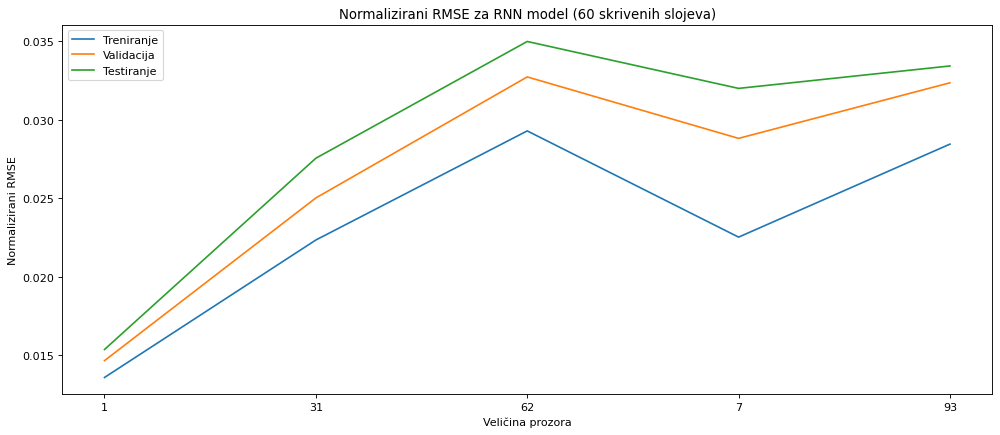 Normalizirani RMSE za RNN model (60 skrivenih slojeva)
Treniranje
Validacija
Testiranje
Normalizirani RMSE
0.035
0.030
0.025
0.020
0.015
1 31 62 7 93
Veličina prozora